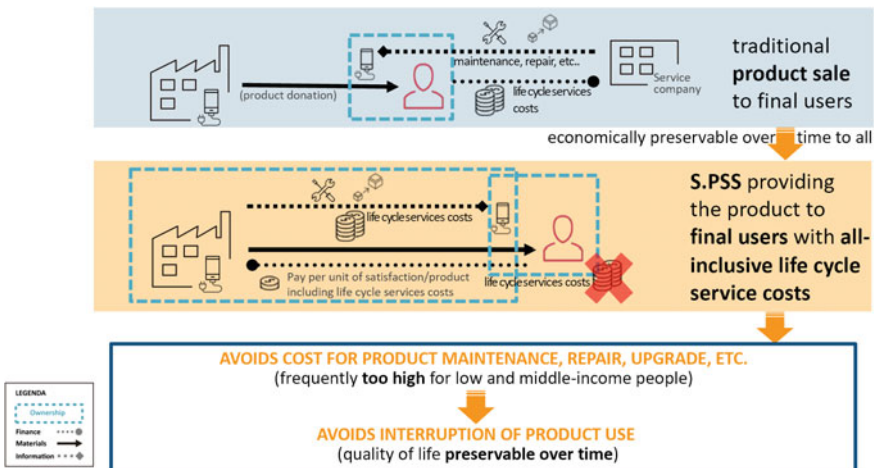 traditional
product sale
to final users
maintenance, repair, etc..
(product donation)
life cycle services
costs
Service
company
economically preservable over time to all
S.PSS providing
the product to
final users with all-
inclusive life cycle
service costs
life cycle services costs
Pay per unit of satisfaction/product
including life cycle services costs
life cycle services costs
AVOIDS COST FOR PRODUCT MAINTENANCE, REPAIR, UPGRADE, ETC.
(frequently too high for low and middle-income people)
AVOIDS INTERRUPTION OF PRODUCT USE
(quality of life preservable over time)
LEGENDA
Ownership
Finance
Materials
Information